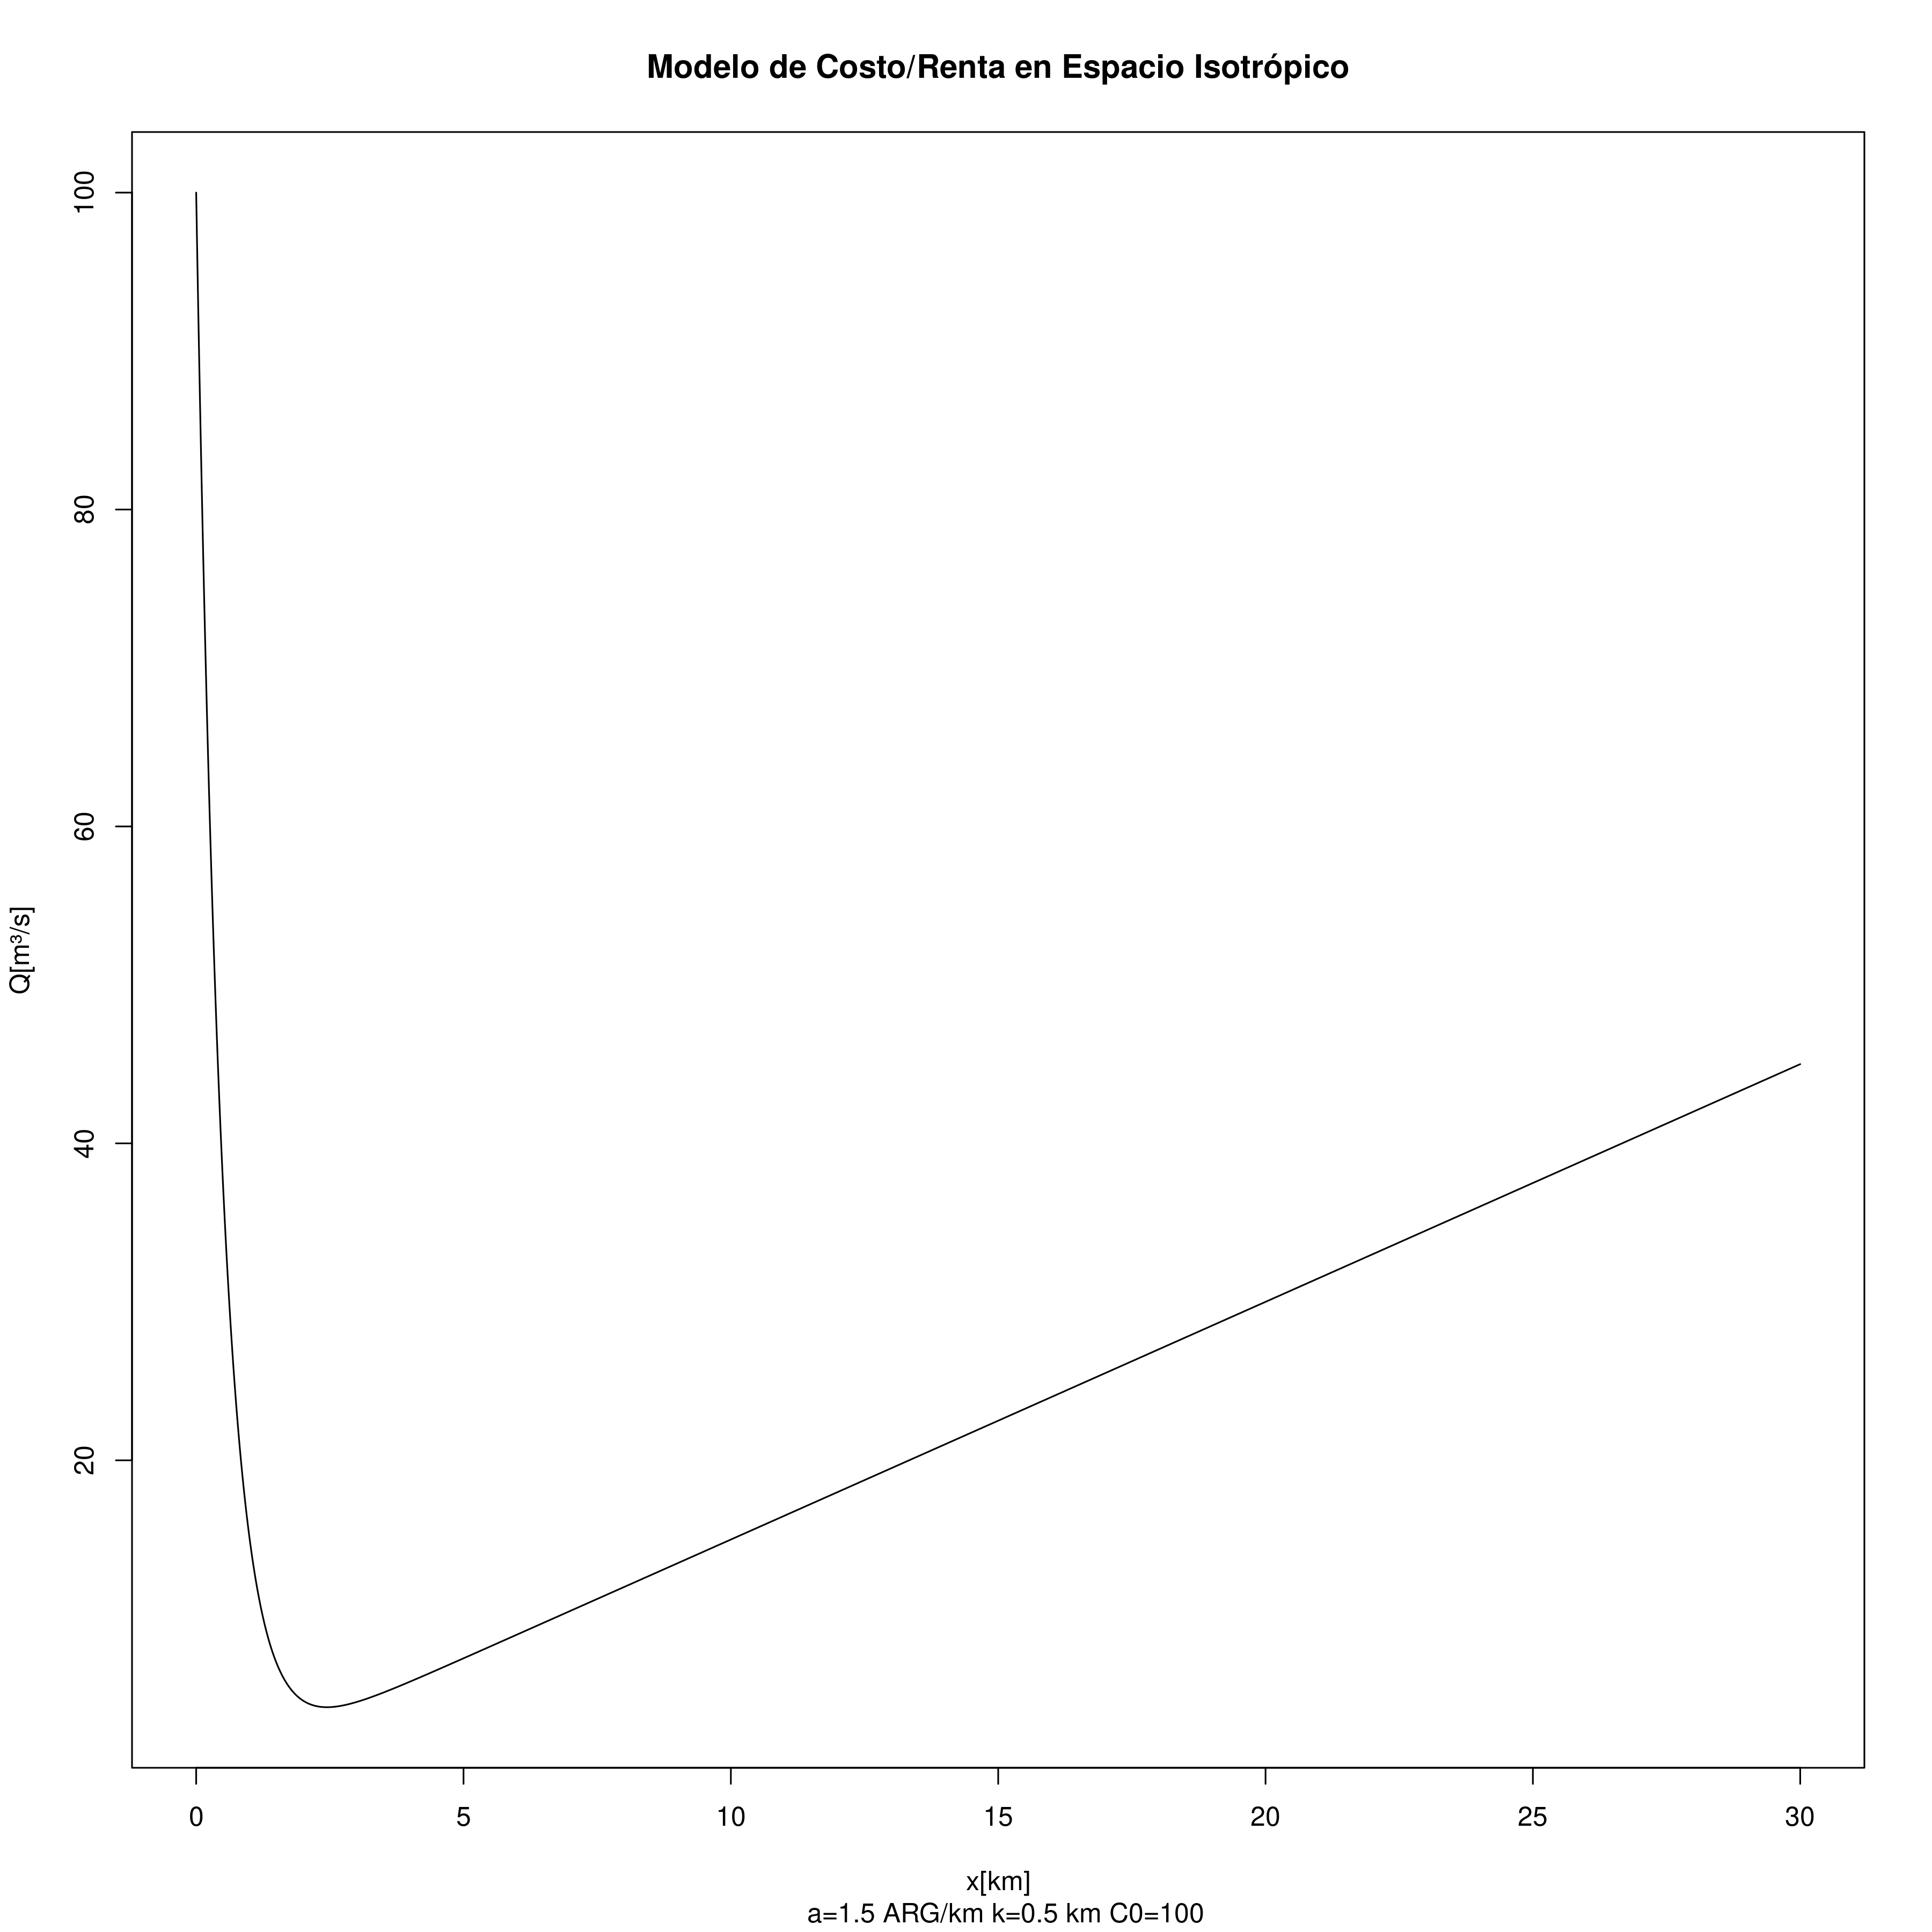 Modelo de Costo/Renta en Espacio Isotrópico
100
80
60
40
20
Q[m³/s]
0 5 10 15 20 25 30
x[km]
a=1.5 ARG/km k=0.5 km C0=100